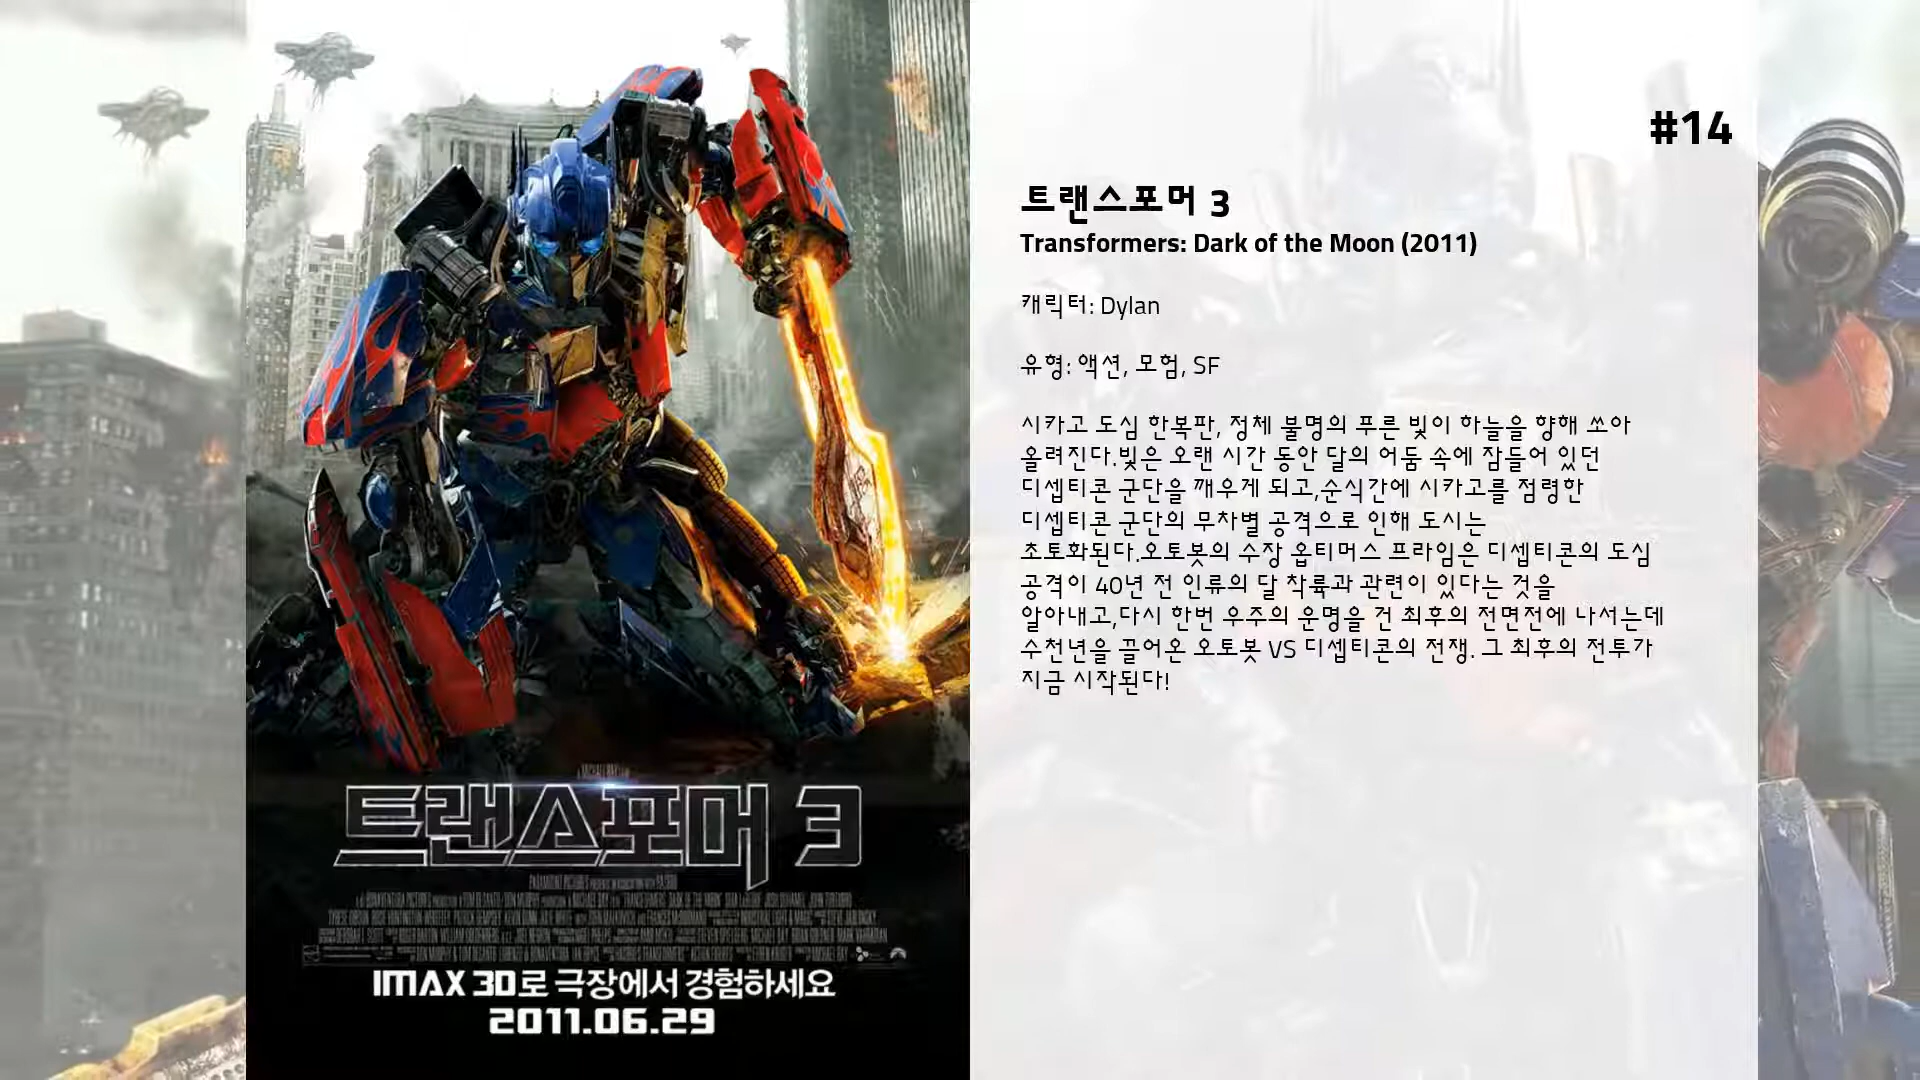 #14
트랜스포머 3
Transformers: Dark of the Moon (2011)
캐릭터: Dylan
유형: 액션, 모험, SF
시카고 도심 한복판, 정체 불명의 푸른 빛이 하늘을 향해 쏘아
올려진다.빛은 오랜 시간 동안 달의 어둠 속에 잠들어 있던
디셉티콘 군단을 깨우게 되고,순식간에 시카고를 점령한
디셉티콘 군단의 무차별 공격으로 인해 도시는
초토화된다.오토봇의 수장 옵티머스 프라임은 디셉티콘의 도심
공격이 40년 전 인류의 달 착륙과 관련이 있다는 것을
알아내고,다시 한번 우주의 운명을 건 최후의 전면전에 나서는데
수천년을 끌어온 오토봇 VS 디셉티콘의 전쟁. 그 최후의 전투가
지금 시작된다!
트랜스포머 3
IMAX 3D로 극장에서 경험하세요
2011.06.29